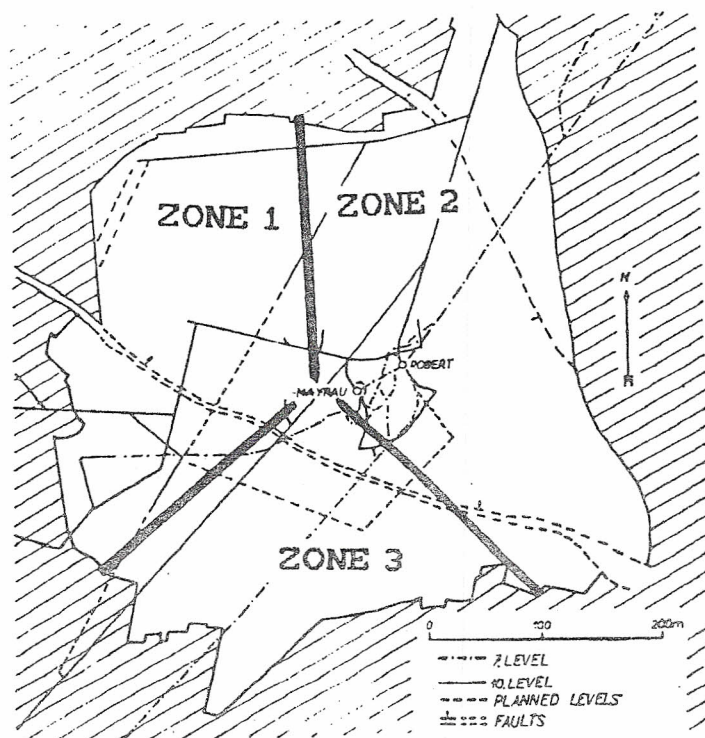 ZONE 1
ZONE 2
N
ROBERT
MAYRAU
ZONE 3
0 100 200m
7.LEVEL
10.LEVEL
PLANNED LEVELS
FAULTS